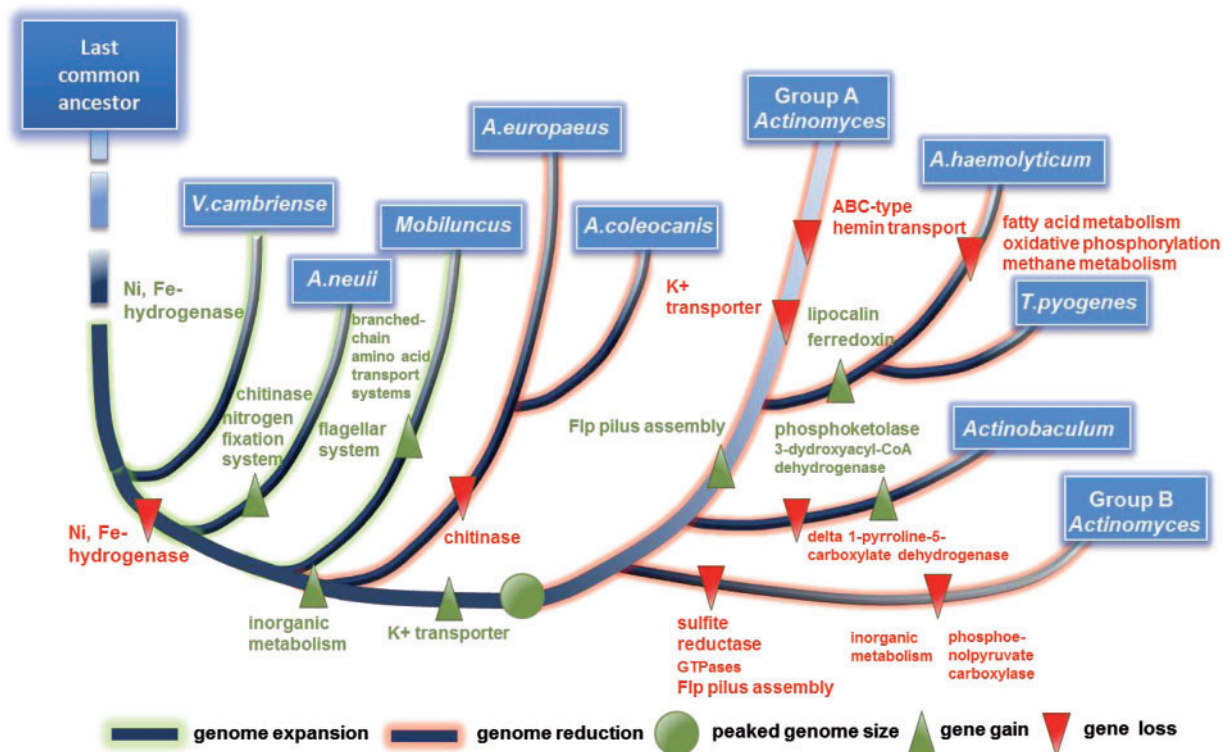 Last
common
ancestor
V.cambriense
A.neuii
Mobiluncus
A.europaeus
A.coleocanis
Group A
Actinomyces
A.haemolyticum
T.pyogenes
Actinobaculum
Group B
Actinomyces
Ni, Fe-
hydrogenase
chitinase
nitrogen
fixation
system
branched-
chain
amino acid
transport
systems
flagellar
system
Ni, Fe-
hydrogenase
inorganic
metabolism
K+ transporter
chitinase
K+
transporter
ABC-type
hemin transport
fatty acid metabolism
oxidative phosphorylation
methane metabolism
lipocalin
ferredoxin
Flp pilus assembly
phosphoketolase
3-dydroxyacyl-CoA
dehydrogenase
delta 1-pyrroline-5-
carboxylate dehydrogenase
sulfite
reductase
GTPases
Flp pilus assembly
inorganic
metabolism
phosphoe-
nolpyruvate
carboxylase
genome expansion
genome reduction
peaked genome size
gene gain
gene loss